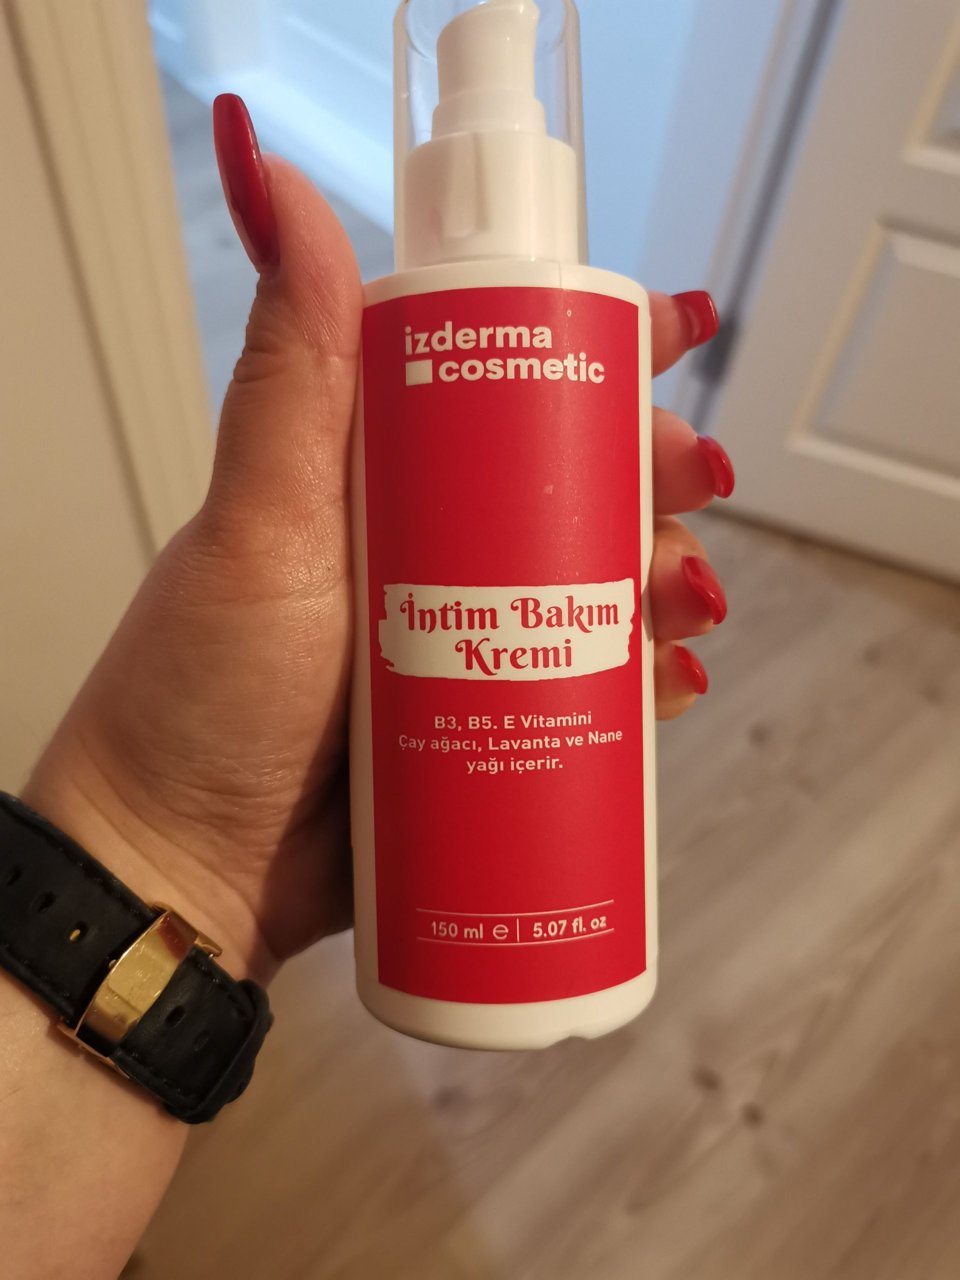 izderma
cosmetic
İntim Bakım
Kremi
B3, B5. E Vitamini
Çay ağacı, Lavanta ve Nane
yağı içerir.
150 ml ℮ | 5.07 fl. oz